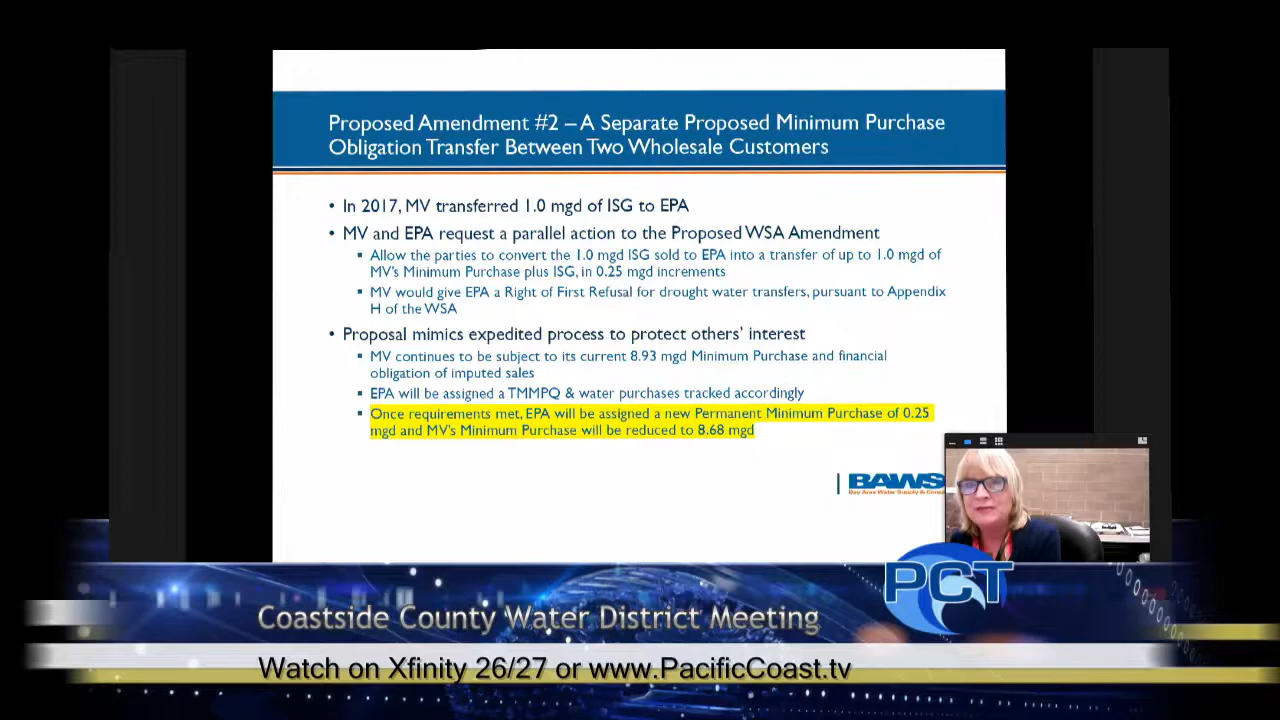 Proposed Amendment #2 – A Separate Proposed Minimum Purchase
Obligation Transfer Between Two Wholesale Customers
• In 2017, MV transferred 1.0 mgd of ISG to EPA
• MV and EPA request a parallel action to the Proposed WSA Amendment
▪ Allow the parties to convert the 1.0 mgd ISG sold to EPA into a transfer of up to 1.0 mgd of
MV's Minimum Purchase plus ISG, in 0.25 mgd increments
▪ MV would give EPA a Right of First Refusal for drought water transfers, pursuant to Appendix
H of the WSA
• Proposal mimics expedited process to protect others' interest
▪ MV continues to be subject to its current 8.93 mgd Minimum Purchase and financial
obligation of imputed sales
▪ EPA will be assigned a TMMPQ & water purchases tracked accordingly
▪ Once requirements met, EPA will be assigned a new Permanent Minimum Purchase of 0.25
mgd and MV's Minimum Purchase will be reduced to 8.68 mgd
BAWS
Bay Area Water Supply & Cons
PCT
Coastside County Water District Meeting
Watch on Xfinity 26/27 or www.PacificCoast.tv